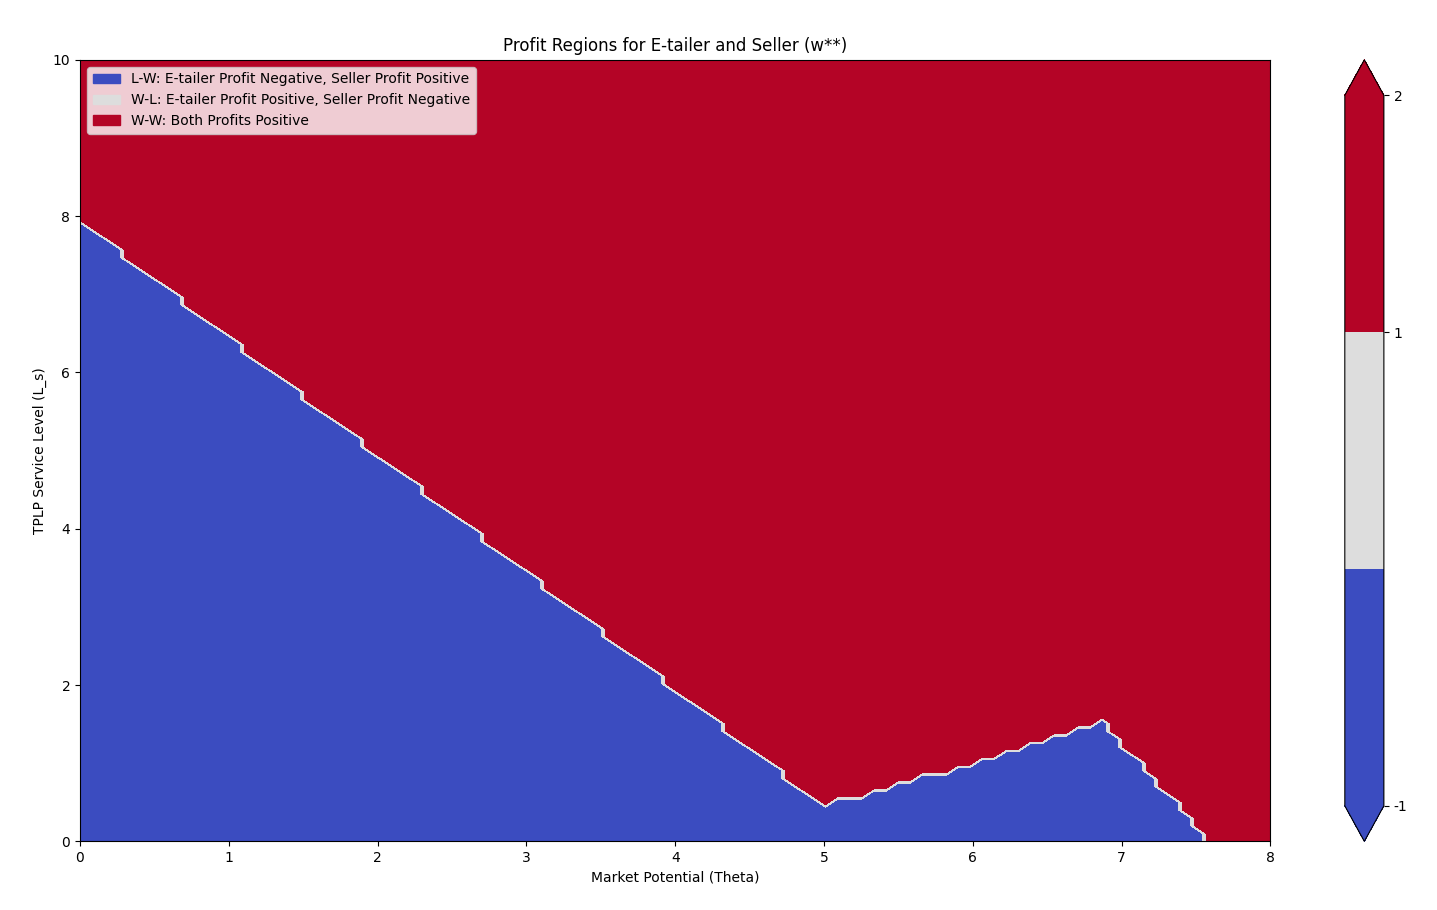 Profit Regions for E-tailer and Seller (w**)
L-W: E-tailer Profit Negative, Seller Profit Positive
W-L: E-tailer Profit Positive, Seller Profit Negative
W-W: Both Profits Positive
10
8
6
4
2
0
TPLP Service Level (L_s)
0 1 2 3 4 5 6 7 8
Market Potential (Theta)
2
1
-1